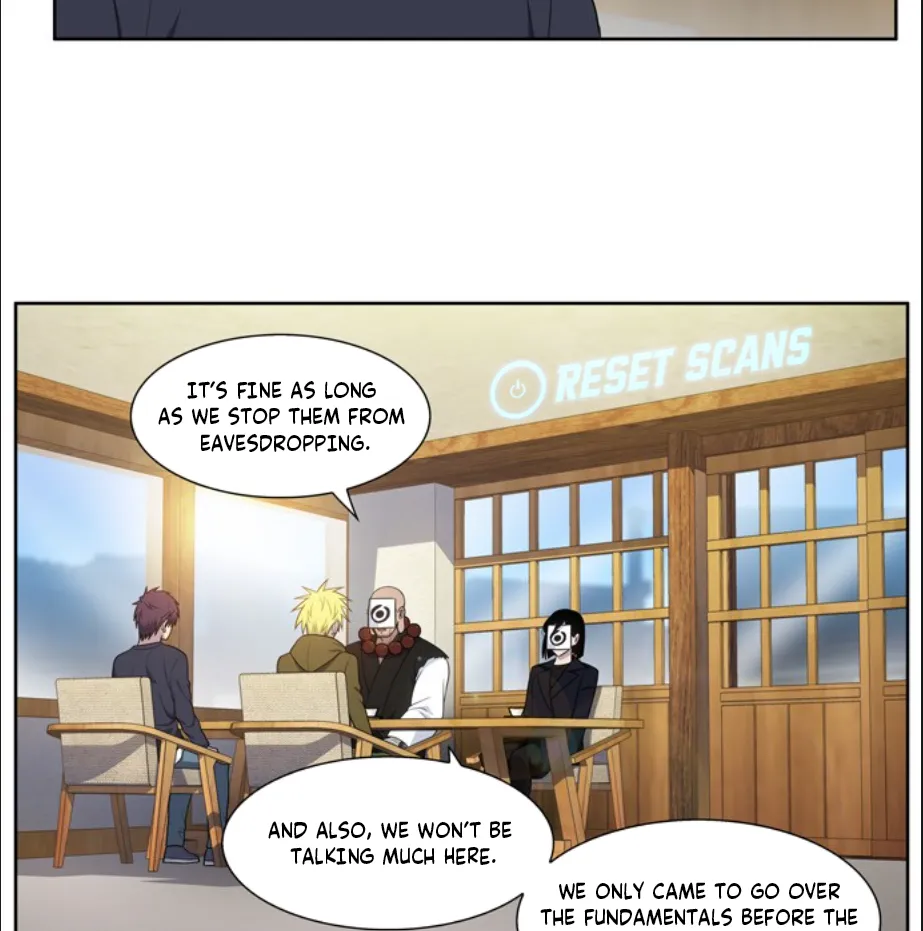 RESET SCANS
IT'S FINE AS LONG
AS WE STOP THEM FROM
EAVESDROPPING.
AND ALSO, WE WON'T BE
TALKING MUCH HERE.
WE ONLY CAME TO GO OVER
THE FUNDAMENTALS BEFORE THE